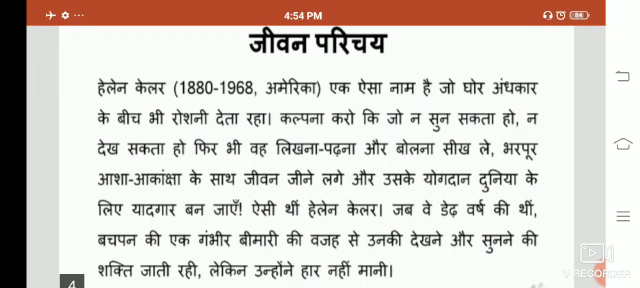 4:54 PM
84
जीवन परिचय
हेलेन केलर (1880-1968, अमेरिका) एक ऐसा नाम है जो घोर अंधकार
के बीच भी रोशनी देता रहा। कल्पना करो कि जो न सुन सकता हो, न
देख सकता हो फिर भी वह लिखना-पढ़ना और बोलना सीख ले, भरपूर
आशा-आकांक्षा के साथ जीवन जीने लगे और उसके योगदान दुनिया के
लिए यादगार बन जाएँ! ऐसी थीं हेलेन केलर। जब वे डेढ़ वर्ष की थीं,
बचपन की एक गंभीर बीमारी की वजह से उनकी देखने और सुनने की
शक्ति जाती रही, लेकिन उन्होंने हार नहीं मानी।
4
V RECORDER